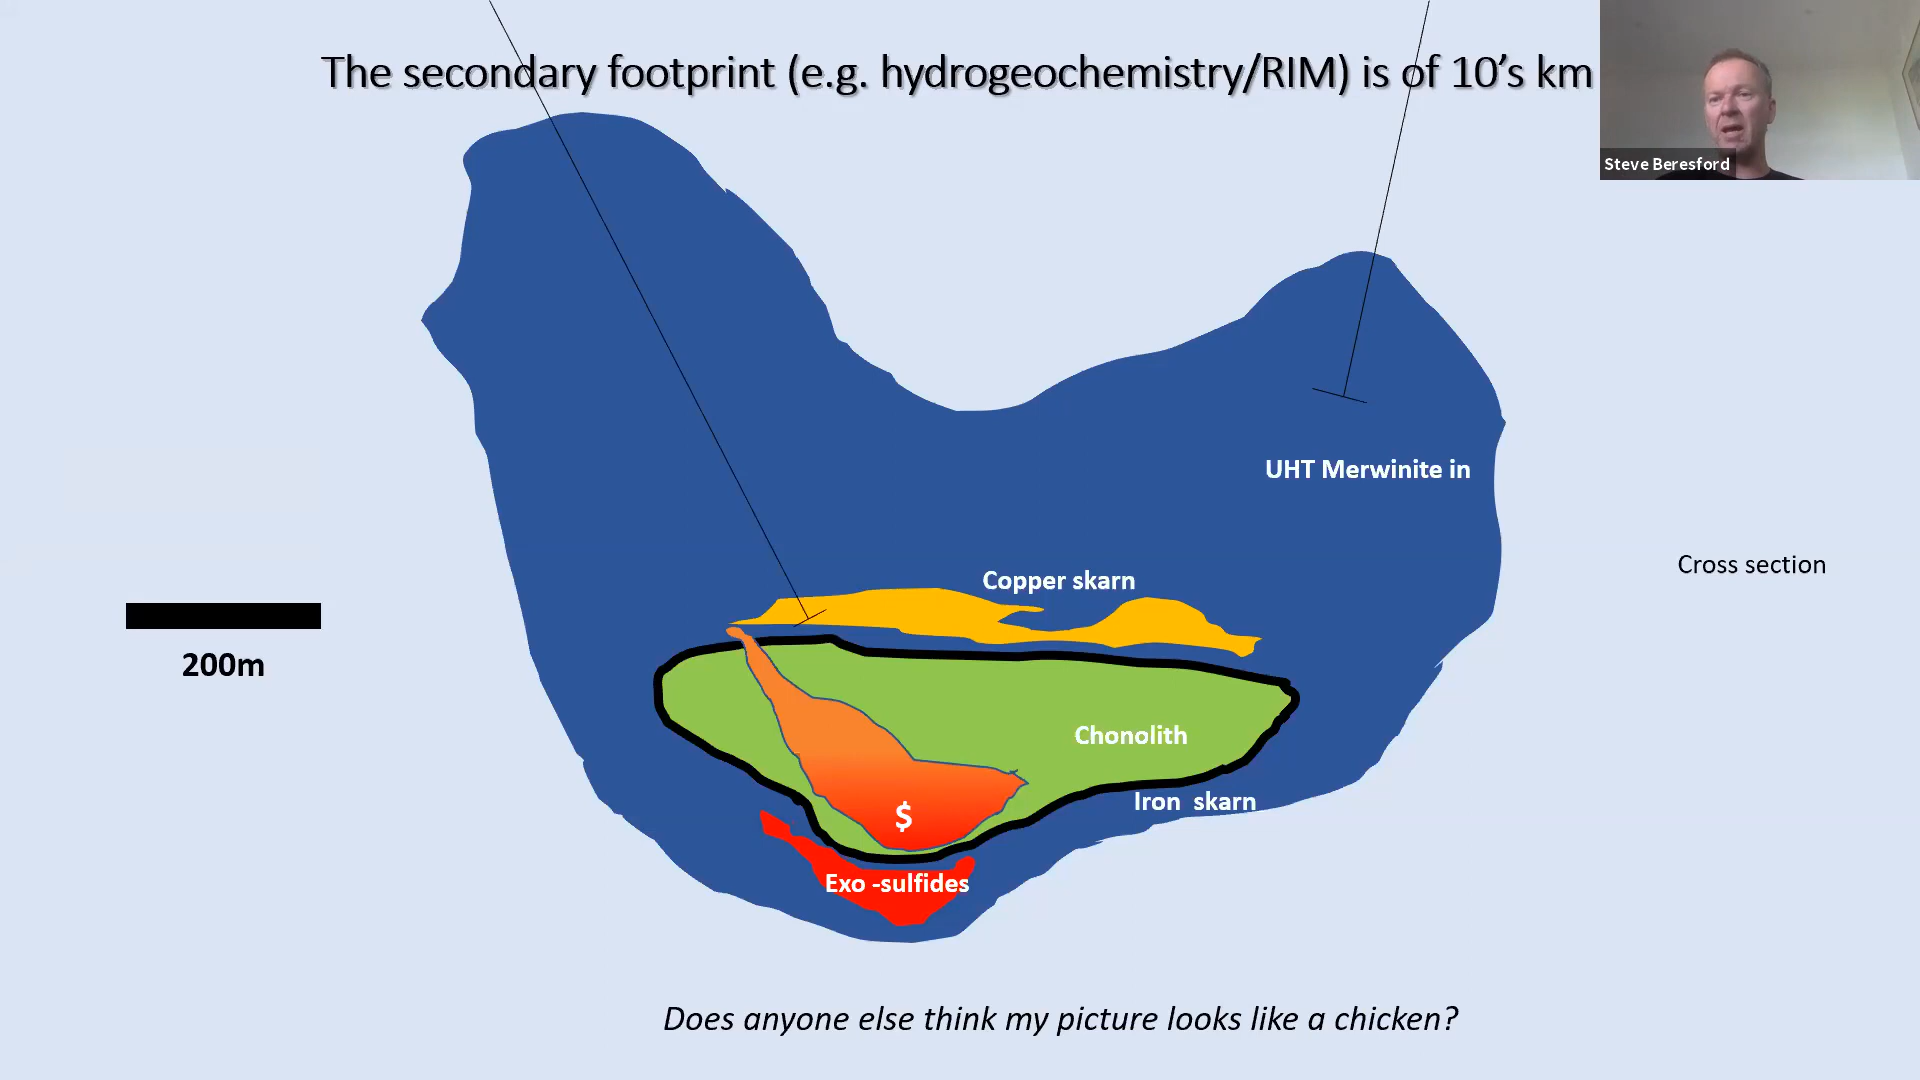 The secondary footprint (e.g. hydrogeochemistry/RIM) is of 10’s km
Steve Beresford
UHT Merwinite in
Cross section
Copper skarn
200m
Chonolith
Iron  skarn
$
Exo -sulfides
Does anyone else think my picture looks like a chicken?